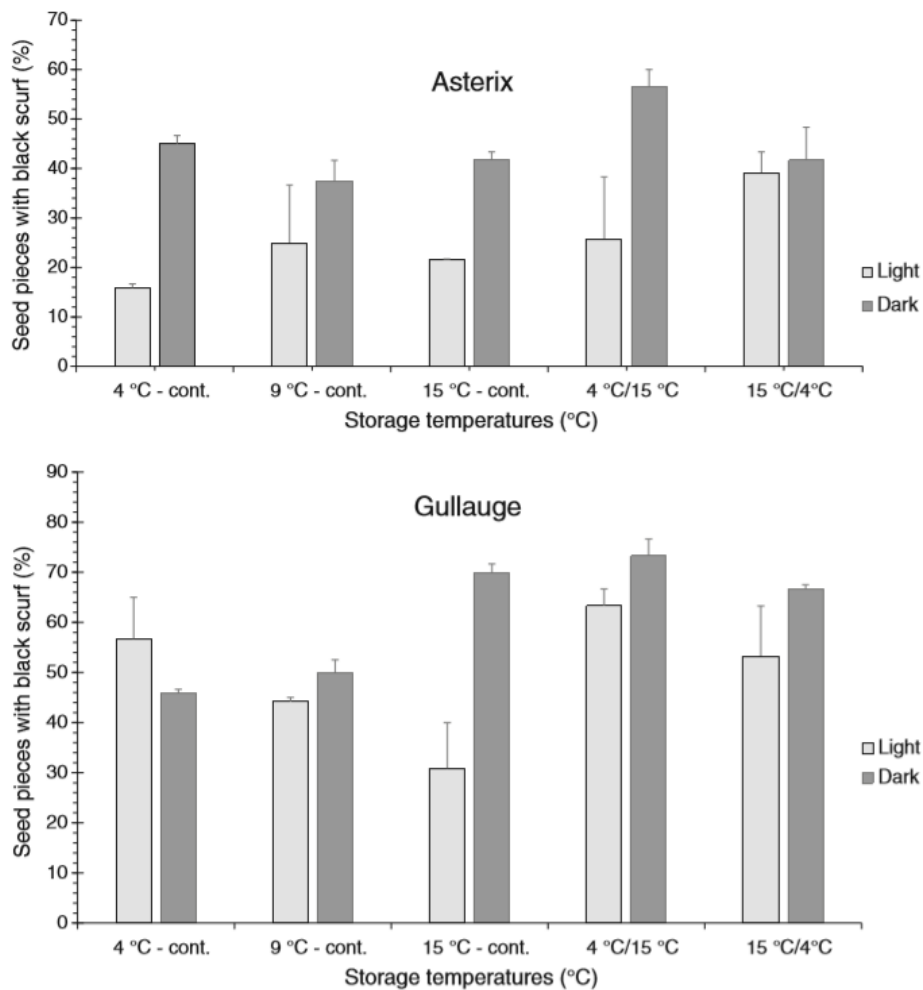 70
60
50
40
30
20
10
0
Seed pieces with black scurf (%)
Asterix
Light
Dark
4 °C - cont.
9 °C - cont.
15 °C - cont.
4 °C/15 °C
15 °C/4°C
Storage temperatures (°C)
90
80
70
60
50
40
30
20
10
0
Seed pieces with black scurf (%)
Gullauge
Light
Dark
4 °C - cont.
9 °C - cont.
15 °C - cont.
4 °C/15 °C
15 °C/4°C
Storage temperatures (°C)